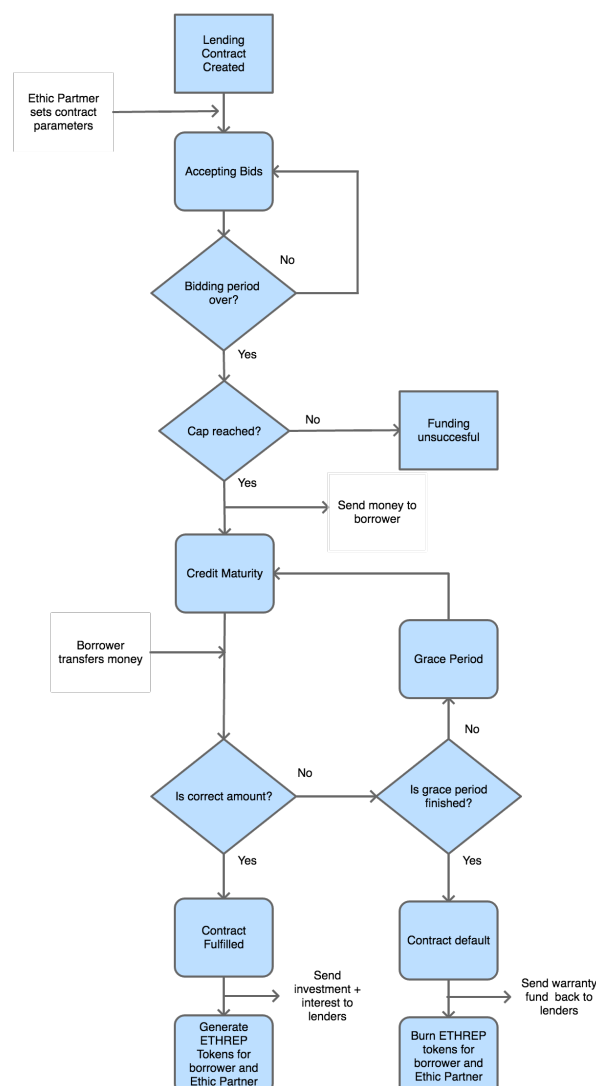 Lending
Contract
Created
Ethic Partmer
sets contract
parameters
Accepting Bids
No
Bidding period
over?
Yes
Cap reached?
No
Funding
unsuccesful
Yes
Send money to
borrower
Credit Maturity
Borrower
transfers money
Grace Period
No
Is correct amount?
No
Is grace period
finished?
Yes
Yes
Contract
Fulfilled
Contract default
Send
investment +
interest to
lenders
Send warranty
fund back to
lenders
Generate
ETHREP
Tokens for
borrower and
Ethic Partner
Burn ETHREP
tokens for
borrower and
Ethic Partner